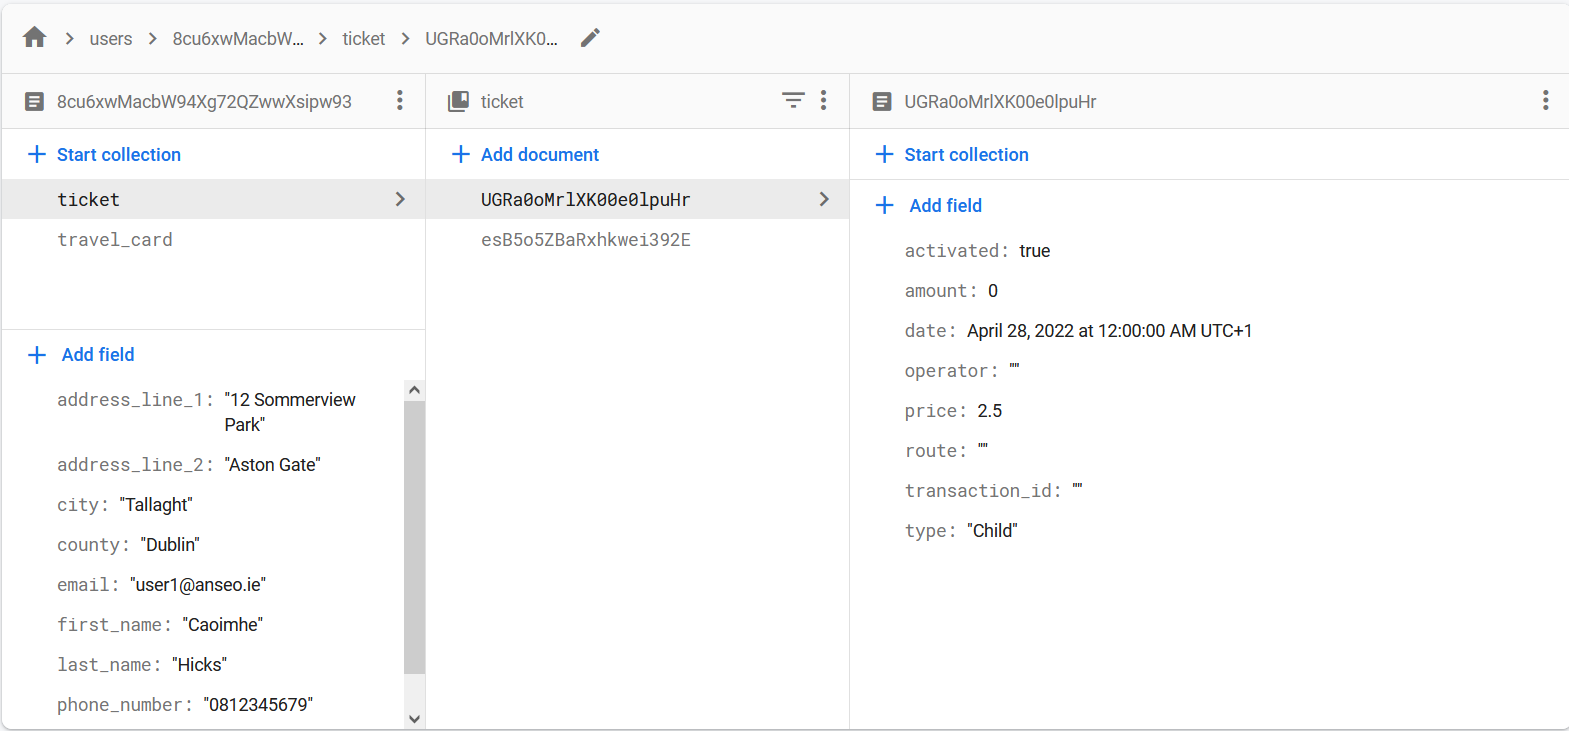 users
8cu6xwMacbW...
ticket
UGRa0oMrlXK0...
8cu6xwMacbW94Xg72QZwwXsipw93
Start collection
ticket
travel_card
Add field
address_line_1: "12 Sommerview
Park"
address_line_2: "Aston Gate"
city: "Tallaght"
county: "Dublin"
email: "user1@anseo.ie"
first_name: "Caoimhe"
last_name: "Hicks"
phone_number: "0812345679"
ticket
Add document
UGRa0oMrlXK00e0lpuHr
esB5o5ZBaRxhkwei392E
UGRa0oMrlXK00e0lpuHr
Start collection
Add field
activated: true
amount: 0
date: April 28, 2022 at 12:00:00 AM UTC+1
operator: ""
price: 2.5
route: ""
transaction_id: ""
type: "Child"